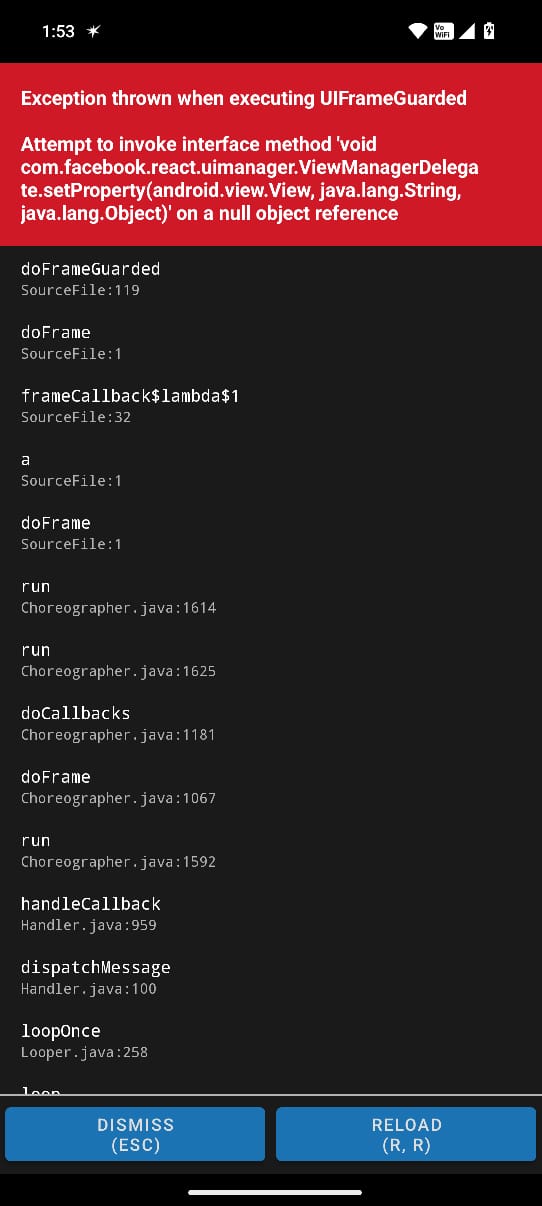 1:53
Vo
WiFi
Exception thrown when executing UIFrameGuarded
Attempt to invoke interface method 'void
com.facebook.react.uimanager.ViewManagerDelega
te.setProperty(android.view.View, java.lang.String,
java.lang.Object)' on a null object reference
doFrameGuarded
SourceFile:119
doFrame
SourceFile:1
frameCallback$lambda$1
SourceFile:32
a
SourceFile:1
doFrame
SourceFile:1
run
Choreographer.java:1614
run
Choreographer.java:1625
doCallbacks
Choreographer.java:1181
doFrame
Choreographer.java:1067
run
Choreographer.java:1592
handleCallback
Handler.java:959
dispatchMessage
Handler.java:100
loopOnce
Looper.java:258
loop
DISMISS
(ESC)
RELOAD
(R, R)